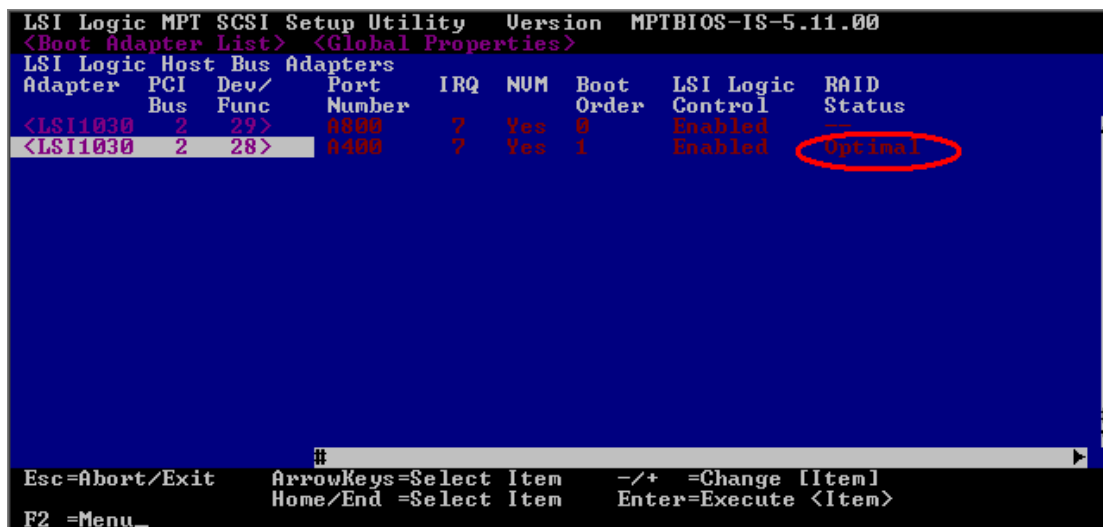 LSI Logic MPT SCSI Setup Utility Version MPTBIOS-IS-5.11.00
<Boot Adapter List> <Global Properties>
LSI Logic Host Bus Adapters
Adapter PCI Dev/ Port IRQ NVM Boot LSI Logic RAID
Bus Func Number Order Control Status
<LSI1030 2 29> A800 7 Yes 0 Enabled --
<LSI1030 2 28> A400 7 Yes 1 Enabled Optimal
#
Esc=Abort/Exit ArrowKeys=Select Item -/+ =Change [Item]
Home/End =Select Item Enter=Execute <Item>
F2 =Menu_